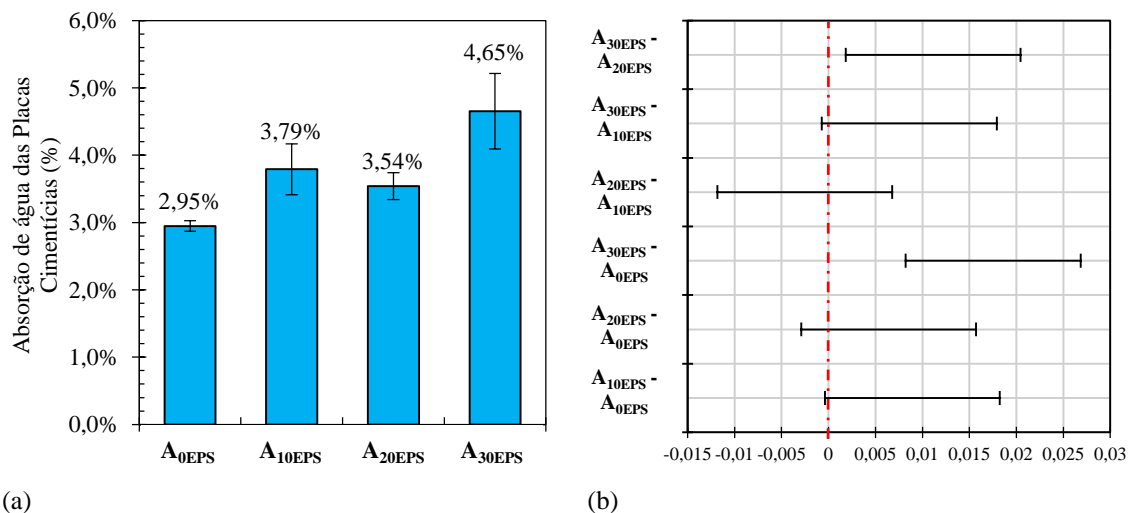 Absorção de água das Placas
Cimentícias (%)
6,0%
5,0%
4,0%
3,0%
2,0%
1,0%
0,0%
2,95%
3,79%
3,54%
4,65%
A0EPS
A10EPS
A20EPS
A30EPS
(a)
A30EPS -
A20EPS
A30EPS -
A10EPS
A20EPS -
A10EPS
A30EPS -
A0EPS
A20EPS -
A0EPS
A10EPS -
A0EPS
-0,015 -0,01 -0,005 0 0,005 0,01 0,015 0,02 0,025 0,03
(b)